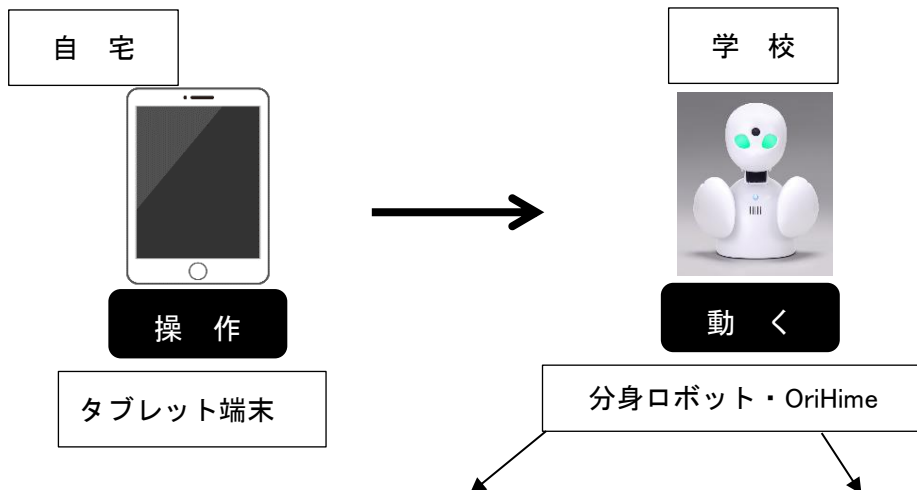 自　宅
学　校
操　作
動　く
タブレット端末
分身ロボット・OriHime